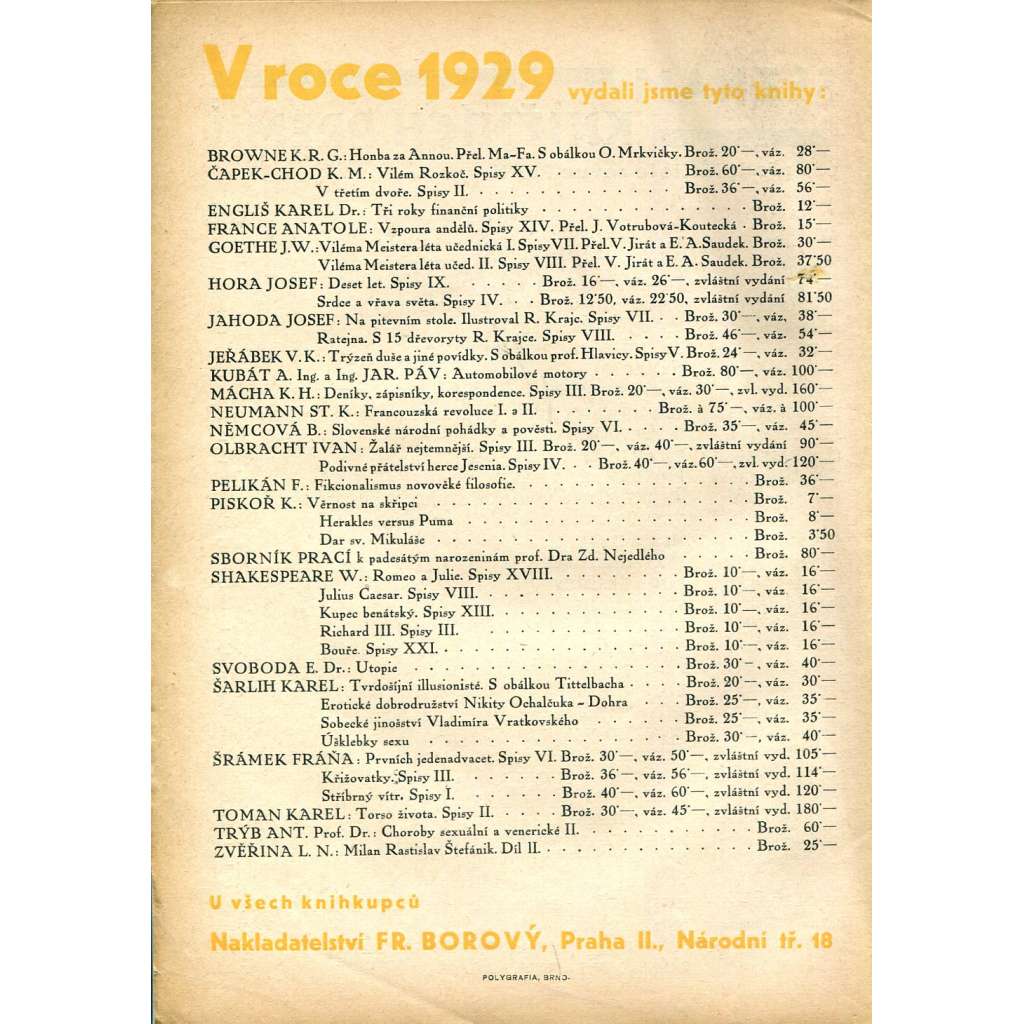 V roce 1929 vydali jsme tyto knihy:
BROWNE K. R. G.: Honba za Annou. Přel. Ma-Fa. S obálkou O. Mrkvičky. Brož. 20·—, váz. 28·—
ČAPEK-CHOD K. M.: Vilém Rozkoč. Spisy XV. . . . . . . . . . Brož. 60·—, váz. 80·—
V třetím dvoře. Spisy II. . . . . . . . . . . . . Brož. 36·—, váz. 56·—
ENGLIŠ KAREL Dr.: Tři roky finanční politiky . . . . . . . . . . . . . Brož. 12·—
FRANCE ANATOLE: Vzpoura andělů. Spisy XIV. Přel. J. Votrubová-Koutecká . Brož. 15·—
GOETHE J. W.: Viléma Meistera léta učednická I. Spisy VII. Přel. V. Jirát a E. A. Saudek. Brož. 30·—
Viléma Meistera léta učed. II. Spisy VIII. Přel. V. Jirát a E. A. Saudek. Brož. 37·50
HORA JOSEF: Deset let. Spisy IX. . . . . . Brož. 16·—, váz. 26·—, zvláštní vydání 74·—
Srdce a vřava světa. Spisy IV. . . Brož. 12·50, váz. 22·50, zvláštní vydání 81·50
JAHODA JOSEF: Na pitevním stole. Ilustroval R. Krajc. Spisy VII. . . Brož. 30·—, váz. 38·—
Ratejna. S 15 dřevoryty R. Krajce. Spisy VIII. . . . . Brož. 46·—, váz. 54·—
JEŘÁBEK V. K.: Trýzeň duše a jiné povídky. S obálkou prof. Hlavicy. Spisy V. Brož. 24·—, váz. 32·—
KUBÁT A. Ing. a Ing. JAR. PÁV: Automobilové motory . . . . . . Brož. 80·—, váz. 100·—
MÁCHA K. H.: Deníky, zápisníky, korespondence. Spisy III. Brož. 20·—, váz. 30·—, zvl. vyd. 160·—
NEUMANN ST. K.: Francouzská revoluce I. a II. . . . . . . . Brož. à 75·—, váz. à 100·—
NĚMCOVÁ B.: Slovenské národní pohádky a pověsti. Spisy VI. . . . . Brož. 35·—, váz. 45·—
OLBRACHT IVAN: Žalář nejtemnější. Spisy III. Brož. 20·—, váz. 40·—, zvláštní vydání 90·—
Podivné přátelství herce Jesenia. Spisy IV. . . Brož. 40·—, váz. 60·—, zvl. vyd. 120·—
PELIKÁN F.: Fikcionalismus novověké filosofie. . . . . . . . . . . . . . . Brož. 36·—
PISKOŘ K.: Věrnost na skřipci . . . . . . . . . . . . . . . . . . . Brož. 7·—
Herakles versus Puma . . . . . . . . . . . . . . . . . Brož. 8·—
Dar sv. Mikuláše . . . . . . . . . . . . . . . . . . . Brož. 3·50
SBORNÍK PRACÍ k padesátým narozeninám prof. Dra Zd. Nejedlého . . . . . . Brož. 80·—
SHAKESPEARE W.: Romeo a Julie. Spisy XVIII. . . . . . . . . Brož. 10·—, váz. 16·—
Julius Caesar. Spisy VIII. . . . . . . . . . . . Brož. 10·—, váz. 16·—
Kupec benátský. Spisy XIII. . . . . . . . . . . Brož. 10·—, váz. 16·—
Richard III. Spisy III. . . . . . . . . . . . . Brož. 10·—, váz. 16·—
Bouře. Spisy XXI. . . . . . . . . . . . . . . Brož. 10·—, váz. 16·—
SVOBODA E. Dr.: Utopie . . . . . . . . . . . . . . . . . Brož. 30·—, váz. 40·—
ŠARLIH KAREL: Tvrdošíjní illusionisté. S obálkou Tittelbacha . . . . Brož. 20·—, váz. 30·—
Erotické dobrodružství Nikity Ochalčuka – Dohra . . . Brož. 25·—, váz. 35·—
Sobecké jinošství Vladimíra Vratkovského . . . . . . Brož. 25·—, váz. 35·—
Úšklebky sexu . . . . . . . . . . . . . . . Brož. 30·—, váz. 40·—
ŠRÁMEK FRÁŇA: Prvních jedenadvacet. Spisy VI. Brož. 30·—, váz. 50·—, zvláštní vyd. 105·—
Křižovatky. Spisy III. . . . . . . Brož. 36·—, váz. 56·—, zvláštní vyd. 114·—
Stříbrný vítr. Spisy I. . . . . . . Brož. 40·—, váz. 60·—, zvláštní vyd. 120·—
TOMAN KAREL: Torso života. Spisy II. . . . . . Brož. 30·—, váz. 45·—, zvláštní vyd. 180·—
TRÝB ANT. Prof. Dr.: Choroby sexuální a venerické II. . . . . . . . . . . Brož. 60·—
ZVĚŘINA L. N.: Milan Rastislav Štefánik. Díl II. . . . . . . . . . . . . . Brož. 25·—
U všech knihkupců
Nakladatelství FR. BOROVÝ, Praha II., Národní tř. 18
POLYGRAFIA, BRNO.